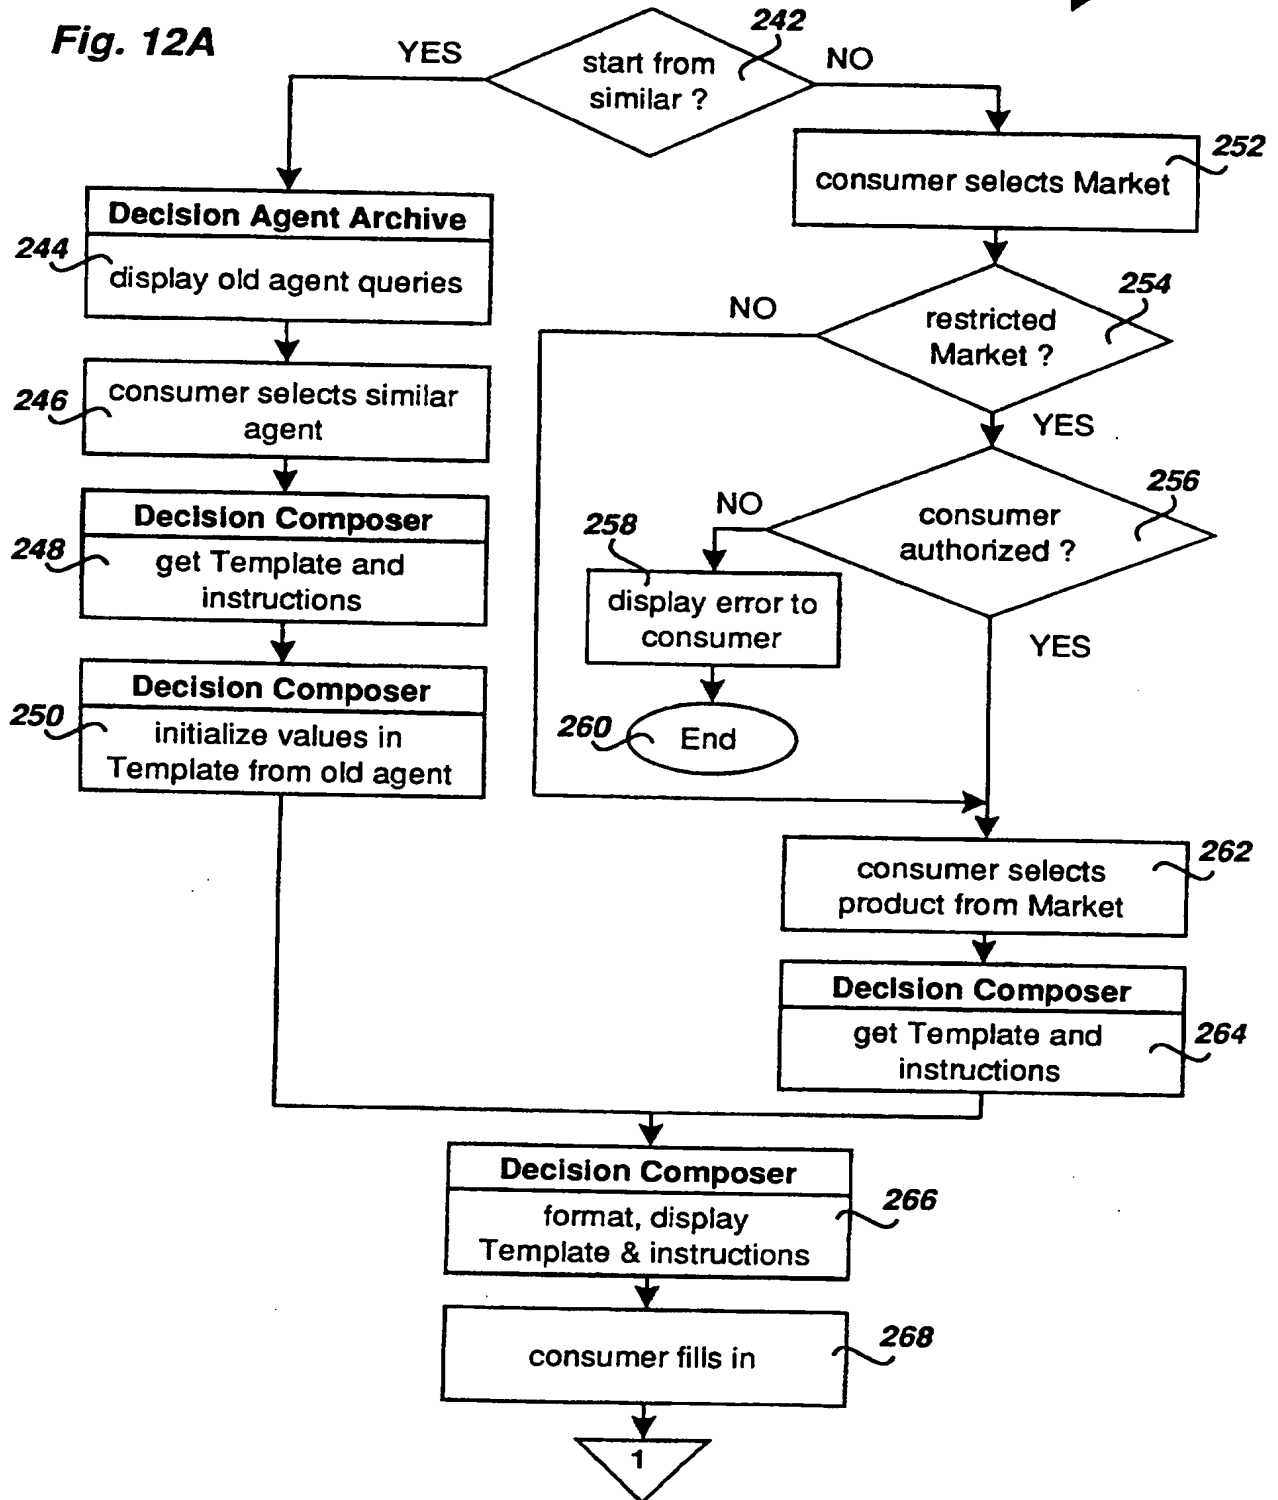 Fig. 12A
242
YES
start from
similar ?
NO
252
consumer selects Market
Decision Agent Archive
244
display old agent queries
254
NO
restricted
Market ?
246
consumer selects similar
agent
YES
256
Decision Composer
248
get Template and
instructions
NO
consumer
authorized ?
258
display error to
consumer
YES
Decision Composer
250
initialize values in
Template from old agent
260
End
262
consumer selects
product from Market
Decision Composer
264
get Template and
instructions
Decision Composer
266
format, display
Template & instructions
268
consumer fills in
1